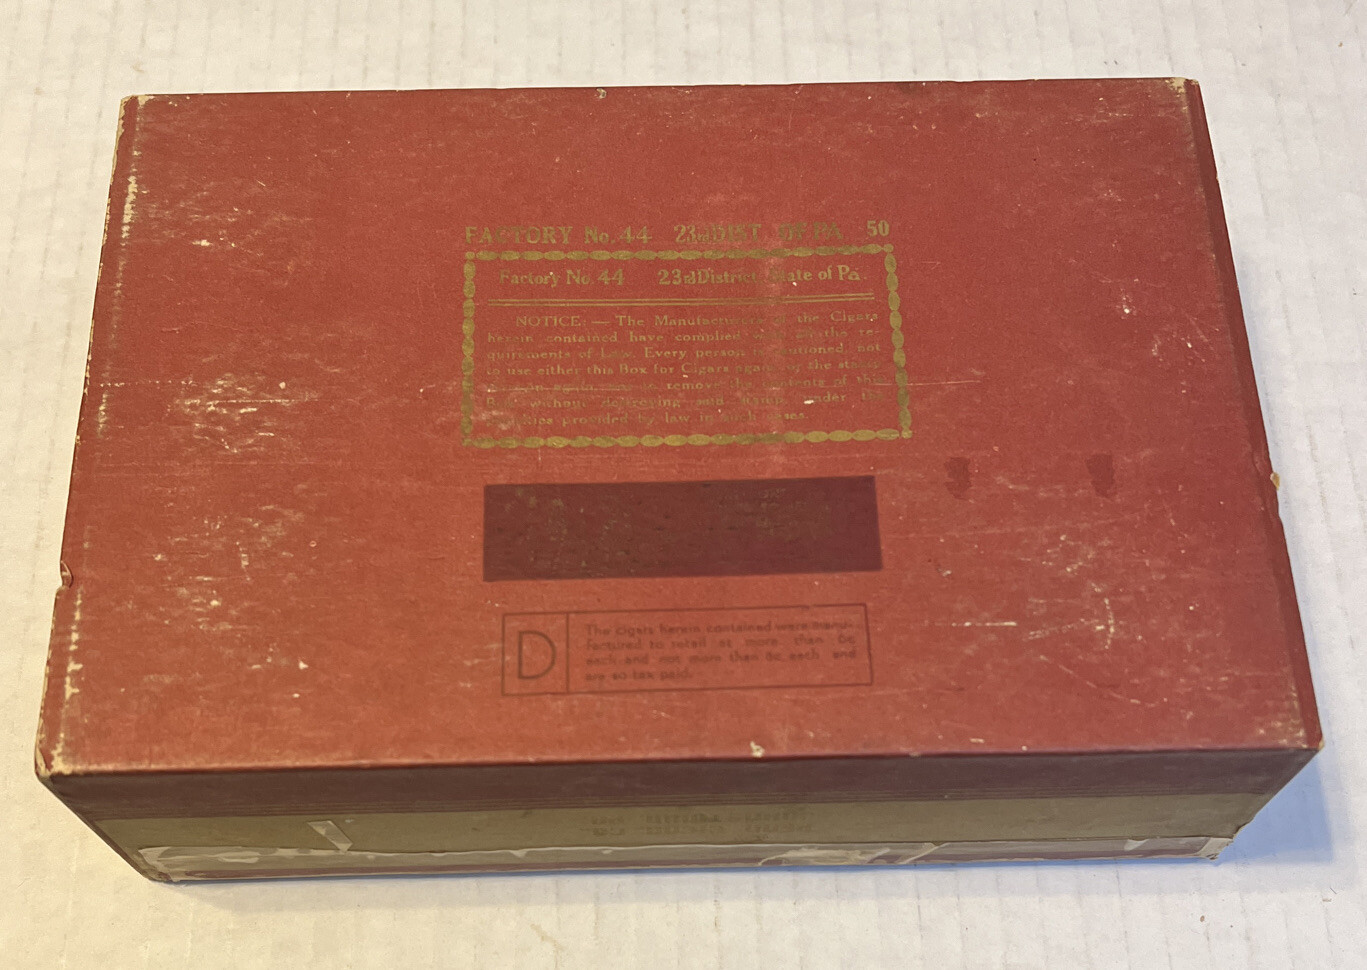 FACTORY No. 44 23rd DIST. OF PA. 50
Factory No. 44 23rd District State of Pa.
NOTICE: — The Manufacturers of the Cigars
herein contained have complied with all the re-
quirements of Law. Every person is cautioned, not
to use either this Box for Cigars again, or the stamp
thereon again, nor to remove the contents of this
Box without destroying said stamp, under the
penalties provided by law in such cases.
D
The cigars herein contained were manu-
factured to retail at more than 6c
each and not more than 8c each and
are so tax paid.